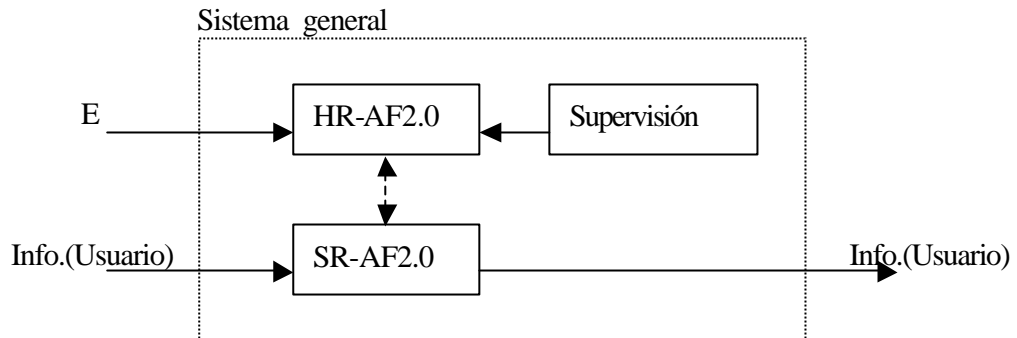 Sistema general
E
HR-AF2.0
Supervisión
Info.(Usuario)
SR-AF2.0
Info.(Usuario)